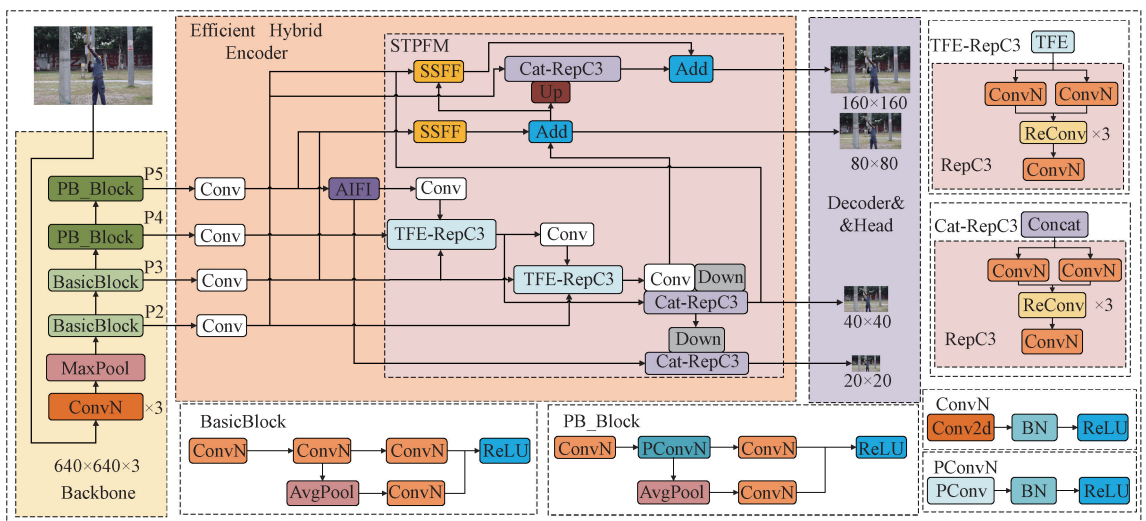 Efficient Hybrid
Encoder
STPFM
SSFF
Cat-RepC3
Add
Up
160×160
SSFF
Add
80×80
P5
PB_Block
Conv
AIFI
Conv
Decoder&
&Head
P4
PB_Block
Conv
TFE-RepC3
Conv
P3
BasicBlock
Conv
TFE-RepC3
Conv
Down
Cat-RepC3
P2
BasicBlock
Conv
40×40
Down
MaxPool
Cat-RepC3
20×20
ConvN
×3
640×640×3
Backbone
TFE-RepC3
TFE
ConvN
ConvN
ReConv
×3
RepC3
ConvN
Cat-RepC3
Concat
ConvN
ConvN
ReConv
×3
RepC3
ConvN
BasicBlock
ConvN
ConvN
ConvN
ReLU
AvgPool
ConvN
PB_Block
ConvN
PConvN
ConvN
ReLU
AvgPool
ConvN
ConvN
Conv2d
BN
ReLU
PConvN
PConv
BN
ReLU